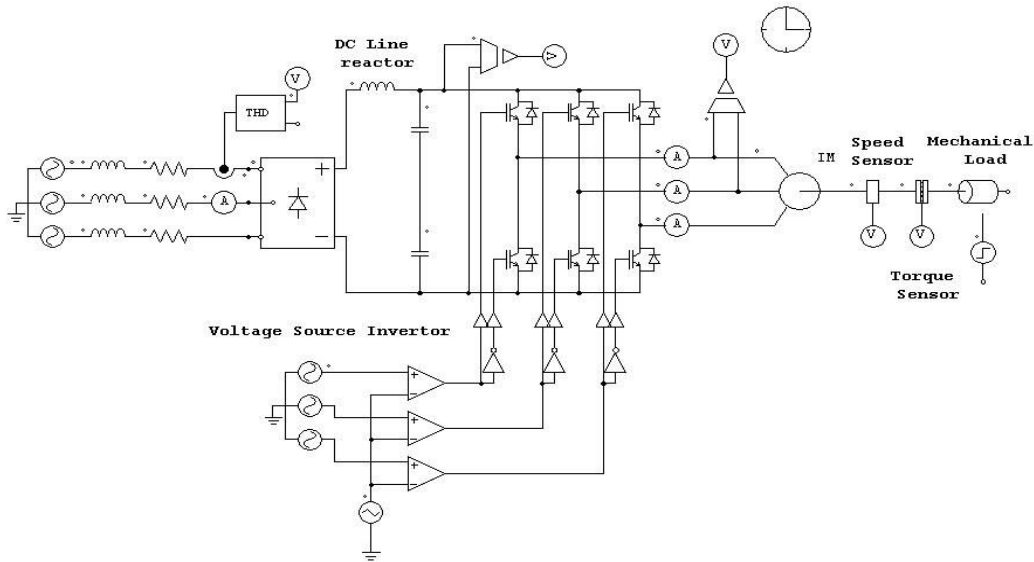 DC Line
reactor
V
V
V
THD
A
A
A
A
IM
Speed
Sensor
Mechanical
Load
V
V
Torque
Sensor
Voltage Source Invertor